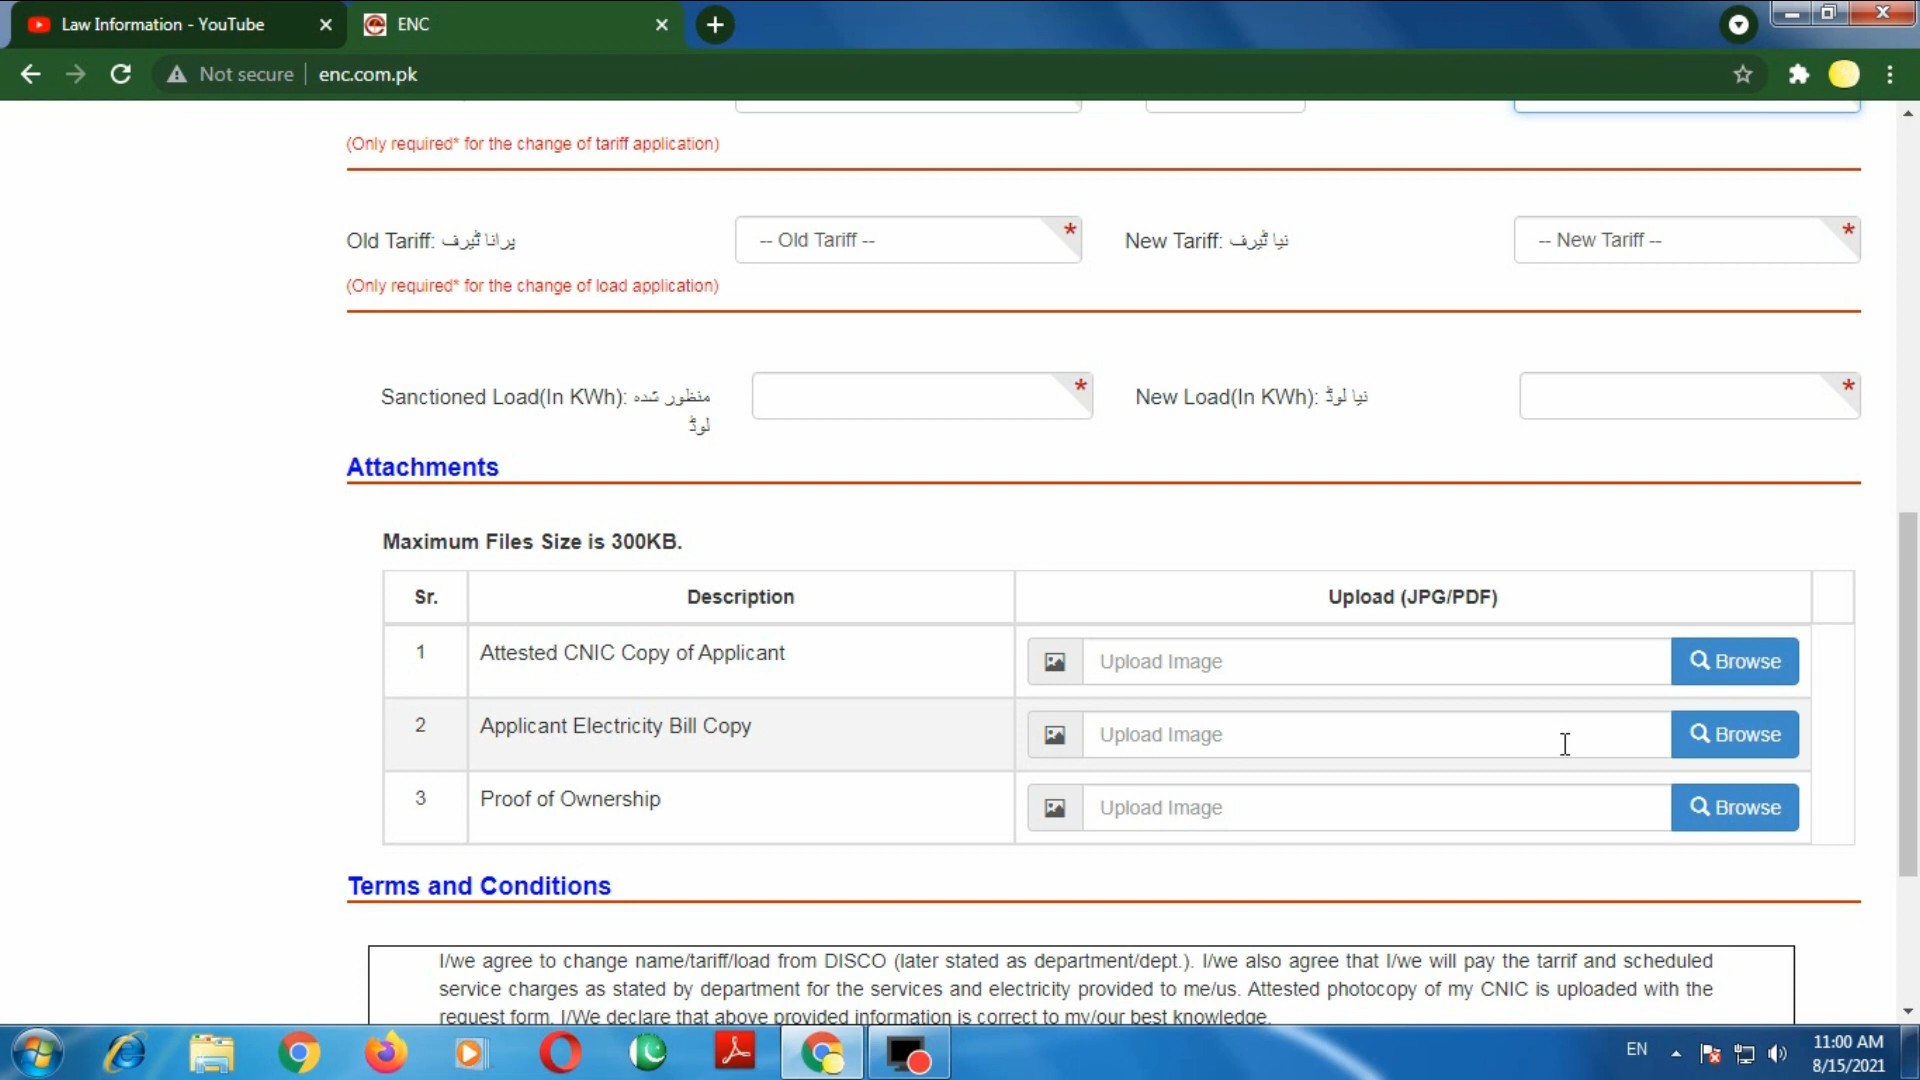 Law Information - YouTube
ENC
Not secure
enc.com.pk
(Only required* for the change of tariff application)
Old Tariff: پرانا ٹیرف
-- Old Tariff --
*
New Tariff: نیا ٹیرف
-- New Tariff --
*
(Only required* for the change of load application)
Sanctioned Load(In KWh): منظور شدہ
لوڈ
*
New Load(In KWh): نیا لوڈ
*
Attachments
Maximum Files Size is 300KB.
Sr.
Description
Upload (JPG/PDF)
1
Attested CNIC Copy of Applicant
Upload Image
Browse
2
Applicant Electricity Bill Copy
Upload Image
Browse
3
Proof of Ownership
Upload Image
Browse
Terms and Conditions
I/we agree to change name/tariff/load from DISCO (later stated as department/dept.). I/we also agree that I/we will pay the tarrif and scheduled
service charges as stated by department for the services and electricity provided to me/us. Attested photocopy of my CNIC is uploaded with the
request form. I/We declare that above provided information is correct to my/our best knowledge.
EN
11:00 AM
8/15/2021